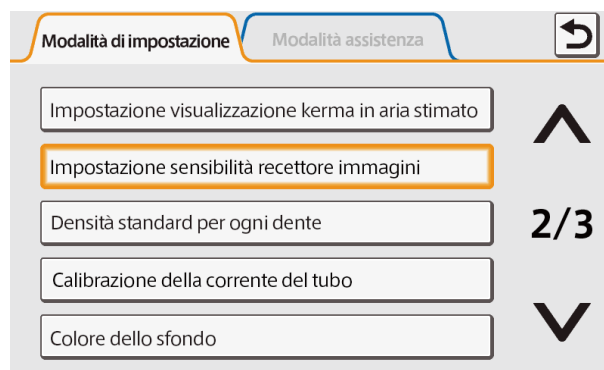 Modalità di impostazione
Modalità assistenza
Impostazione visualizzazione kerma in aria stimato
Impostazione sensibilità recettore immagini
Densità standard per ogni dente
2/3
Calibrazione della corrente del tubo
Colore dello sfondo